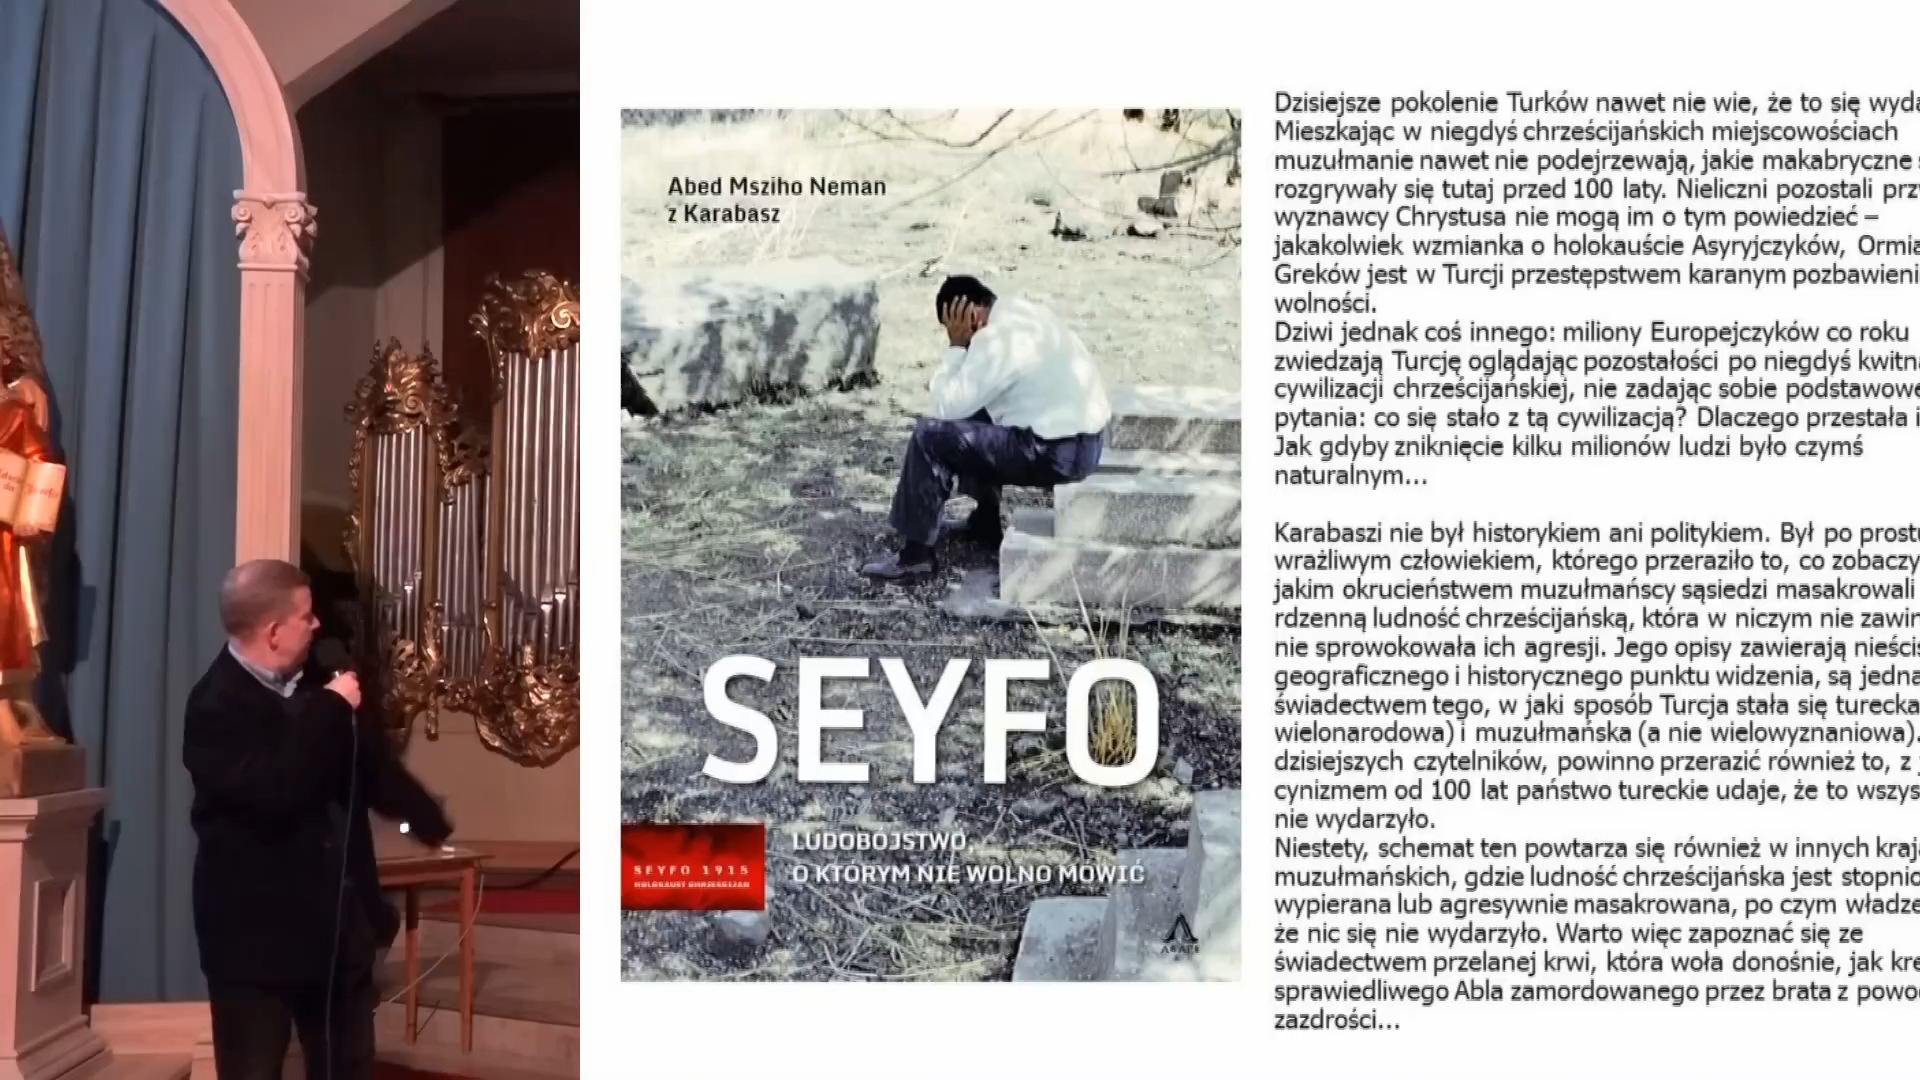 Abed Msziho Neman
z Karabasz
SEYFO
SEYFO 1915
HOLOKAUST CHRZEŚCIJAN
LUDOBÓJSTWO,
O KTÓRYM NIE WOLNO MÓWIĆ
Dzisiejsze pokolenie Turków nawet nie wie, że to się wyda
Mieszkając w niegdyś chrześcijańskich miejscowościach
muzułmanie nawet nie podejrzewają, jakie makabryczne s
rozgrywały się tutaj przed 100 laty. Nieliczni pozostali przy
wyznawcy Chrystusa nie mogą im o tym powiedzieć –
jakakolwiek wzmianka o holokauście Asyryjczyków, Ormia
Greków jest w Turcji przestępstwem karanym pozbawieni
wolności.
Dziwi jednak coś innego: miliony Europejczyków co roku
zwiedzają Turcję oglądając pozostałości po niegdyś kwitną
cywilizacji chrześcijańskiej, nie zadając sobie podstawowe
pytania: co się stało z tą cywilizacją? Dlaczego przestała i
Jak gdyby zniknięcie kilku milionów ludzi było czymś
naturalnym...
Karabaszi nie był historykiem ani politykiem. Był po prostu
wrażliwym człowiekiem, którego przeraziło to, co zobaczy
jakim okrucieństwem muzułmańscy sąsiedzi masakrowali
rdzenną ludność chrześcijańską, która w niczym nie zawin
nie sprowokowała ich agresji. Jego opisy zawierają nieścis
geograficznego i historycznego punktu widzenia, są jedna
świadectwem tego, w jaki sposób Turcja stała się turecka
wielonarodowa) i muzułmańska (a nie wielowyznaniowa).
dzisiejszych czytelników, powinno przerazić również to, z j
cynizmem od 100 lat państwo tureckie udaje, że to wszys
nie wydarzyło.
Niestety, schemat ten powtarza się również w innych kraja
muzułmańskich, gdzie ludność chrześcijańska jest stopnio
wypierana lub agresywnie masakrowana, po czym władze
że nic się nie wydarzyło. Warto więc zapoznać się ze
świadectwem przelanej krwi, która woła donośnie, jak kre
sprawiedliwego Abla zamordowanego przez brata z powod
zazdrości...